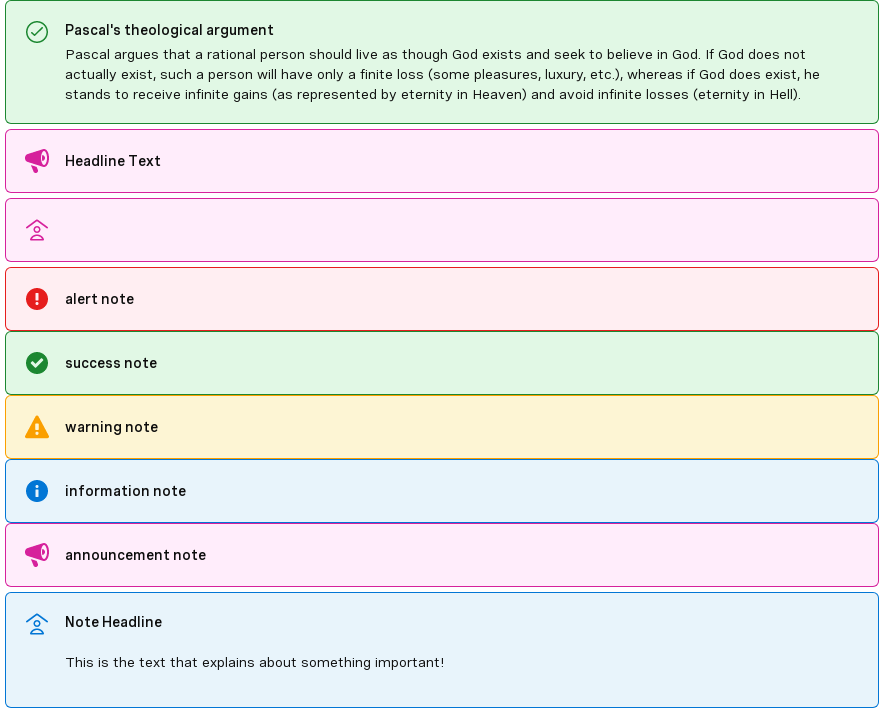 Pascal's theological argument
Pascal argues that a rational person should live as though God exists and seek to believe in God. If God does not
actually exist, such a person will have only a finite loss (some pleasures, luxury, etc.), whereas if God does exist, he
stands to receive infinite gains (as represented by eternity in Heaven) and avoid infinite losses (eternity in Hell).
Headline Text
alert note
success note
warning note
information note
announcement note
Note Headline
This is the text that explains about something important!